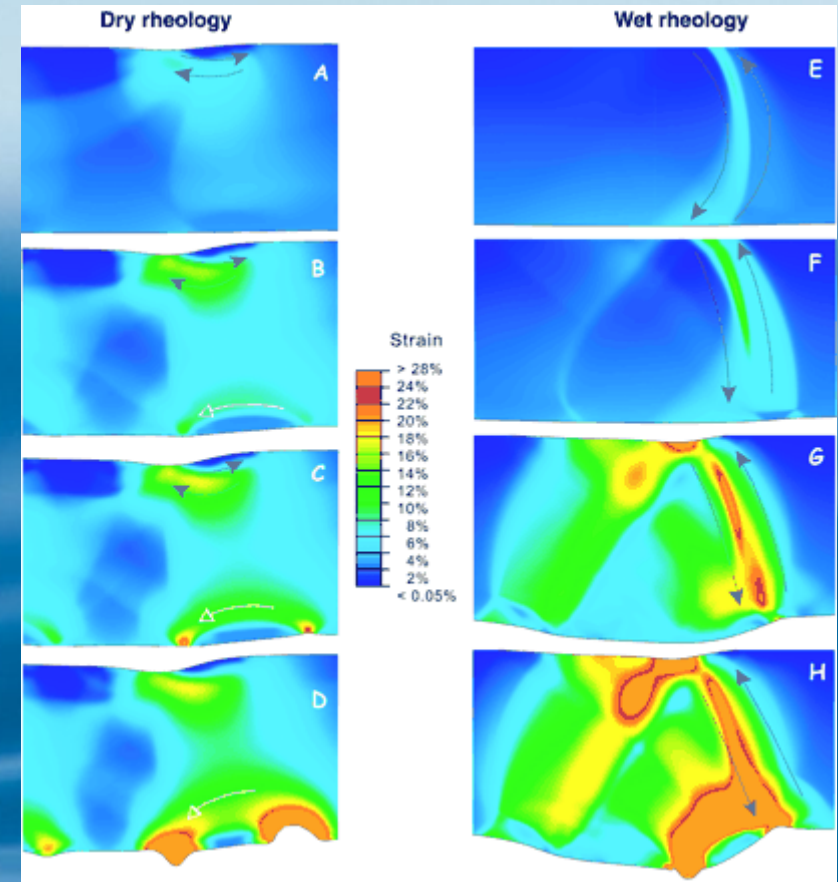 Dry rheology
Wet rheology
A
E
B
F
Strain
> 28%
24%
22%
20%
18%
16%
14%
12%
10%
8%
6%
4%
2%
< 0.05%
C
G
D
H